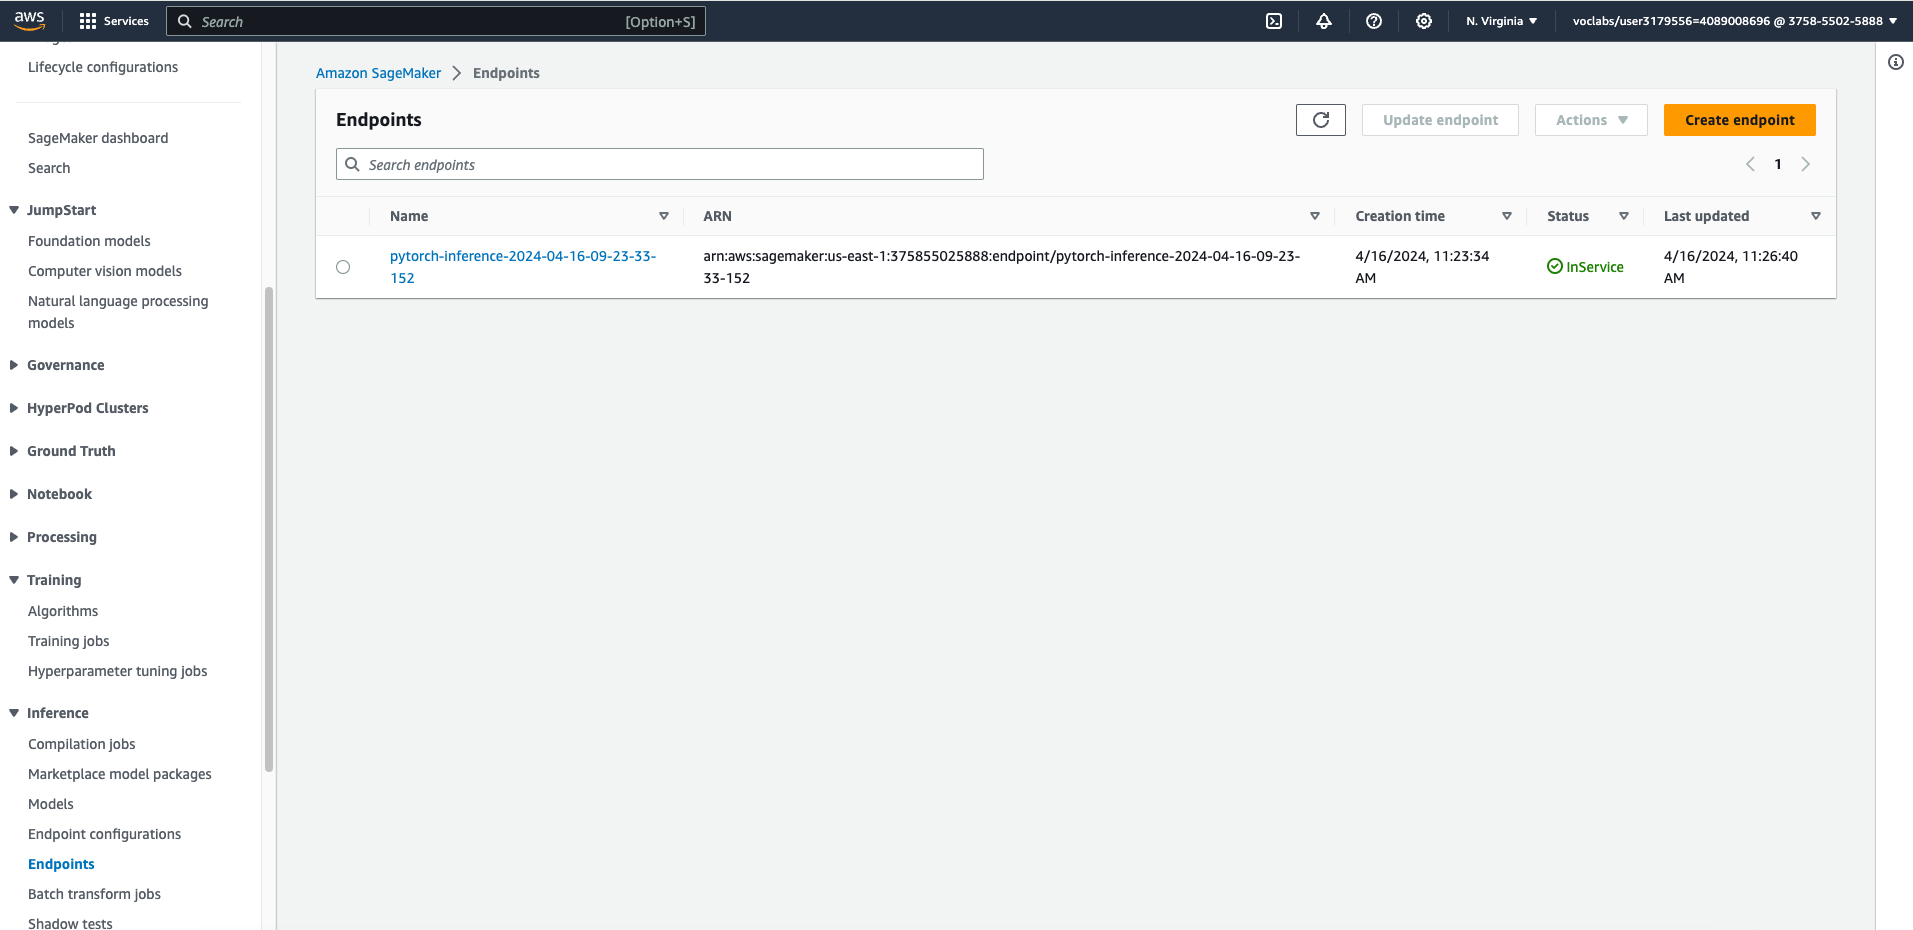 aws
Services
Search
[Option+S]
N. Virginia
voclabs/user3179556=4089008696 @ 3758-5502-5888
Lifecycle configurations
SageMaker dashboard
Search
JumpStart
Foundation models
Computer vision models
Natural language processing
models
Governance
HyperPod Clusters
Ground Truth
Notebook
Processing
Training
Algorithms
Training jobs
Hyperparameter tuning jobs
Inference
Compilation jobs
Marketplace model packages
Models
Endpoint configurations
Endpoints
Batch transform jobs
Shadow tests
Amazon SageMaker
Endpoints
Endpoints
Update endpoint
Actions
Create endpoint
Search endpoints
1
Name
ARN
Creation time
Status
Last updated
pytorch-inference-2024-04-16-09-23-33-
152
arn:aws:sagemaker:us-east-1:375855025888:endpoint/pytorch-inference-2024-04-16-09-23-
33-152
4/16/2024, 11:23:34
AM
InService
4/16/2024, 11:26:40
AM